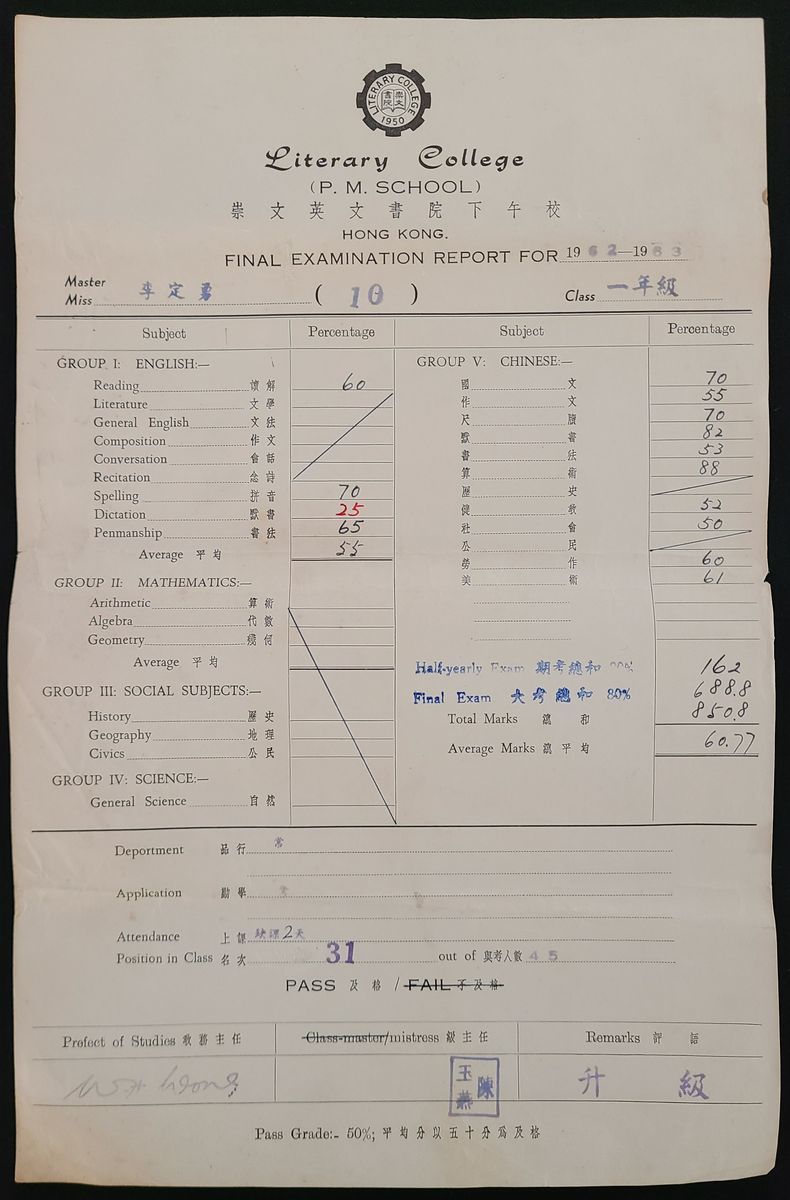 LITERARY COLLEGE
崇文書院
1950
Literary College
(P. M. SCHOOL)
崇文英文書院下午校
HONG KONG.
FINAL EXAMINATION REPORT FOR 1962—1963
Master
Miss 李定勇 ( 10 ) Class 一年級
Subject Percentage Subject Percentage
GROUP I: ENGLISH:—
Reading 讀解 60
Literature 文學
General English 文法
Composition 作文
Conversation 會話
Recitation 念詩
Spelling 拼音 70
Dictation 默書 25
Penmanship 書法 65
Average 平均 55
GROUP II: MATHEMATICS:—
Arithmetic 算術
Algebra 代數
Geometry 幾何
Average 平均
GROUP III: SOCIAL SUBJECTS:—
History 歷史
Geography 地理
Civics 公民
GROUP IV: SCIENCE:—
General Science 自然
GROUP V: CHINESE:—
國文 70
作文 55
尺牘 70
默書 82
書法 53
算術 88
歷史
健教 52
社會 50
公民
勞作 60
美術 61
Half-yearly Exam 期考總和 162
Final Exam 大考總和 80% 688.8
Total Marks 總和 850.8
Average Marks 總平均 60.77
Deportment 品行 常
Application 勤學
Attendance 上課 缺課2天
Position in Class 名次 31 out of 與考人數 45
PASS 及格 / FAIL 不及格
Prefect of Studies 教務主任 Class-master/mistress 級主任 Remarks 評語
陳玉燕 升級
Pass Grade:- 50%; 平均分以五十分爲及格